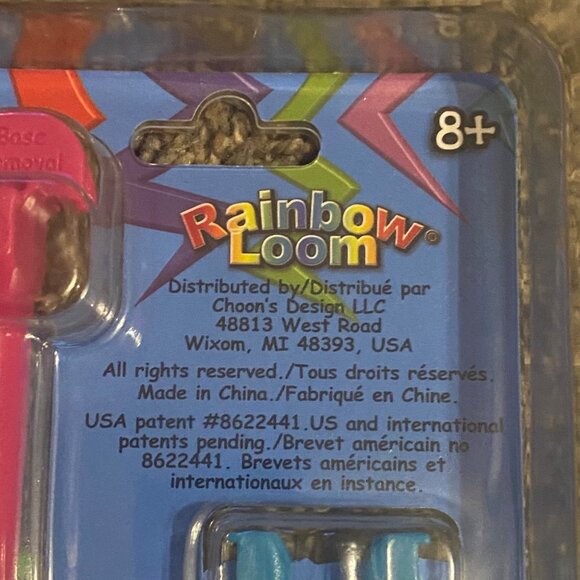 Base
Removal
8+
Rainbow
Loom®
Distributed by/Distribué par
Choon's Design LLC
48813 West Road
Wixom, MI 48393, USA
All rights reserved./Tous droits réservés.
Made in China./Fabriqué en Chine.
USA patent #8622441.US and international
patents pending./Brevet américain no
8622441. Brevets américains et
internationaux en instance.